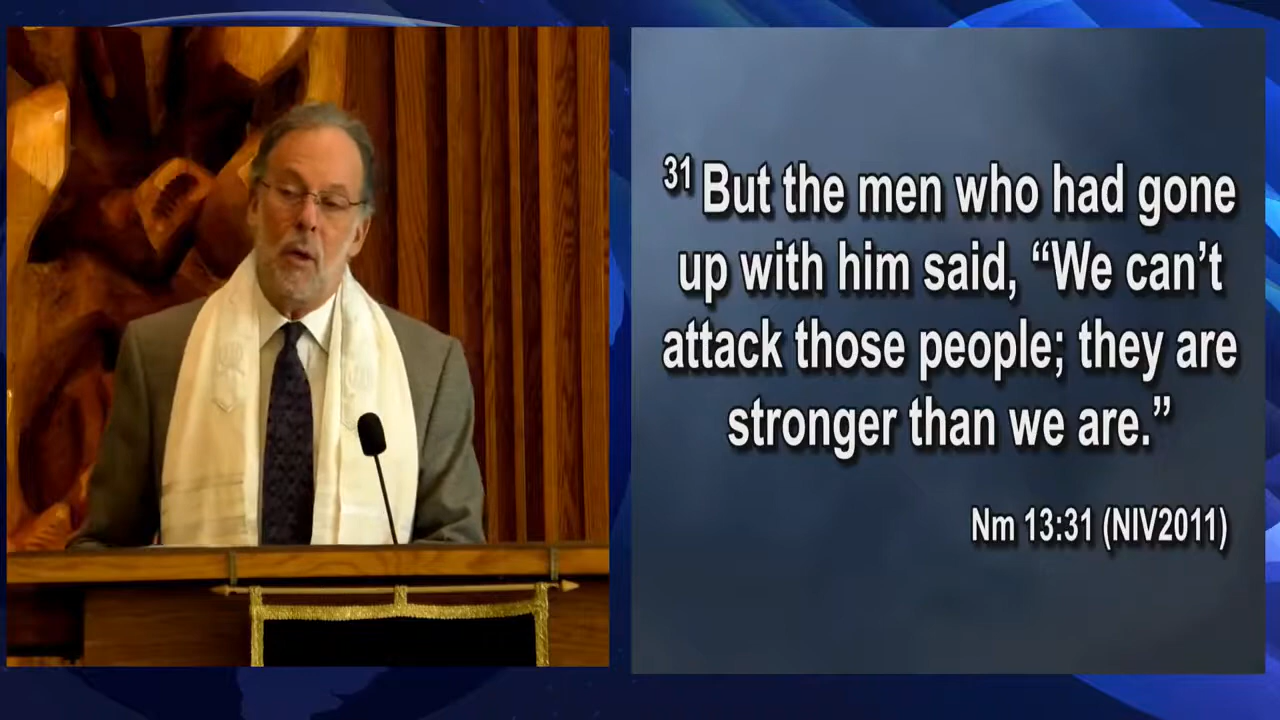 31 But the men who had gone
up with him said, “We can’t
attack those people; they are
stronger than we are.”
Nm 13:31 (NIV2011)